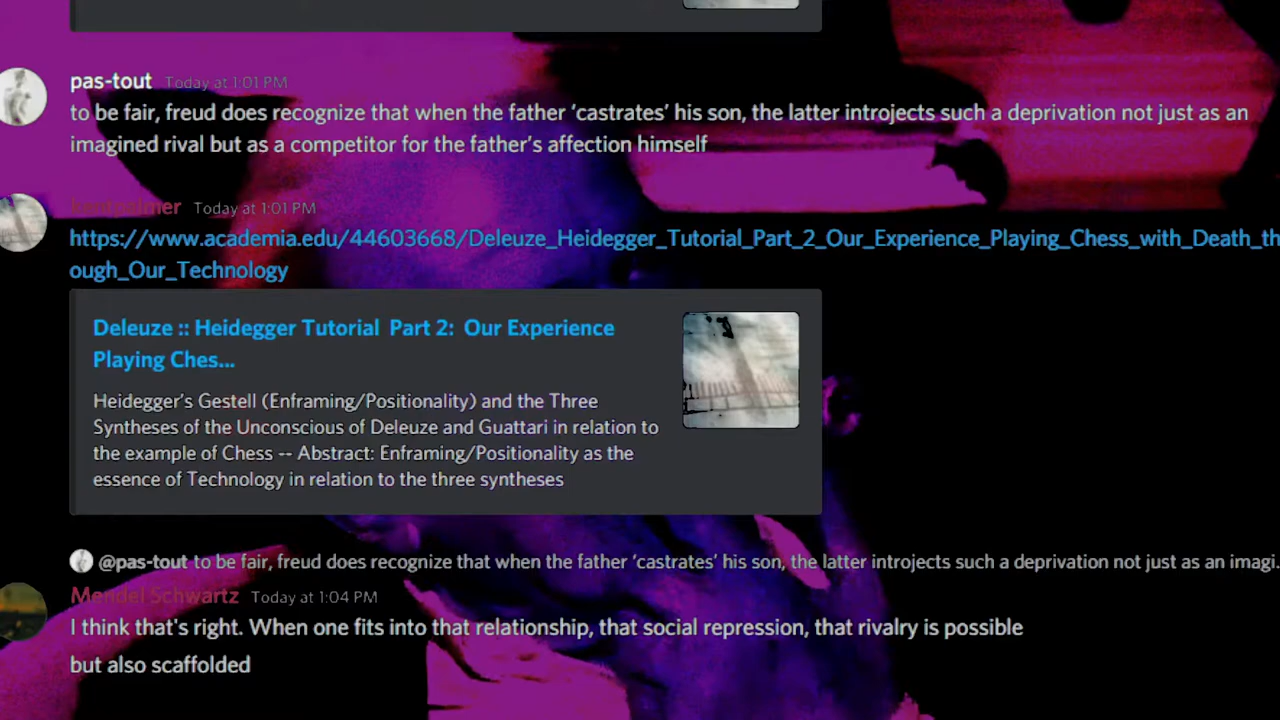 pas-tout Today at 1:01 PM
to be fair, freud does recognize that when the father ‘castrates’ his son, the latter introjects such a deprivation not just as an
imagined rival but as a competitor for the father’s affection himself
kentpalmer Today at 1:01 PM
https://www.academia.edu/44603668/Deleuze_Heidegger_Tutorial_Part_2_Our_Experience_Playing_Chess_with_Death_th
ough_Our_Technology
Deleuze :: Heidegger Tutorial Part 2: Our Experience
Playing Ches...
Heidegger’s Gestell (Enframing/Positionality) and the Three
Syntheses of the Unconscious of Deleuze and Guattari in relation to
the example of Chess -- Abstract: Enframing/Positionality as the
essence of Technology in relation to the three syntheses
@pas-tout to be fair, freud does recognize that when the father ‘castrates’ his son, the latter introjects such a deprivation not just as an imagi.
Mendel Schwartz Today at 1:04 PM
I think that's right. When one fits into that relationship, that social repression, that rivalry is possible
but also scaffolded